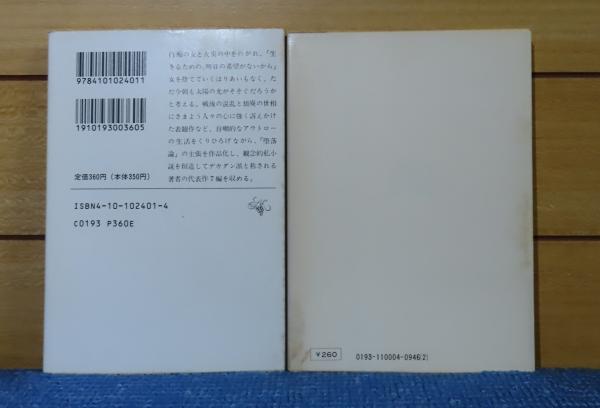 9784101024011
1910193003605
定価360円(本体350円)
ISBN4-10-102401-4
C0193 P360E
白痴の女と火炎の中をのがれ、「生
きるための、明日の希望がないから」
女を捨てていくはりあいもなく、た
だ今朝も太陽の光がそそぐだろうか
と考える。戦後の混乱と頽廃の世相
にさまよう人々の心に強く訴えかけ
た表題作など、自嘲的なアウトロー
の生活をくりひろげながら、「堕落
論」の主張を作品化し、観念的私小
説を創造してデカダン派と称される
著者の代表作7編を収める。
¥260
0193-110004-0946(2)